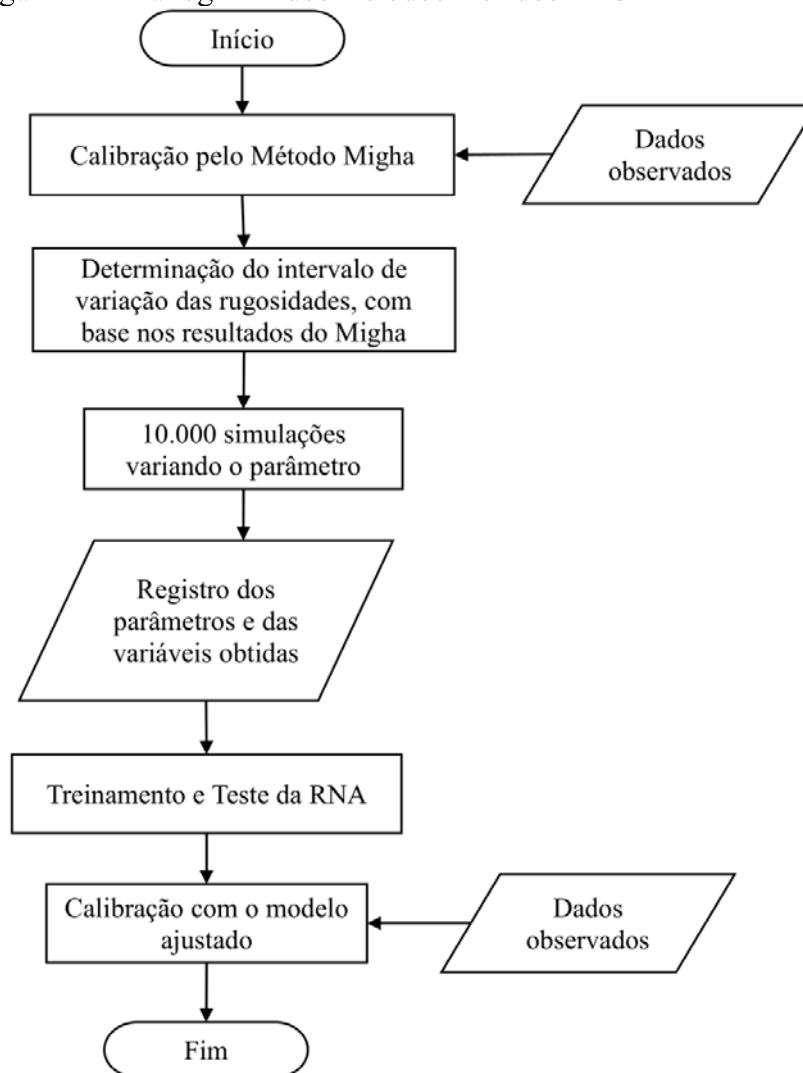 Início
Calibração pelo Método Migha
Dados
observados
Determinação do intervalo de
variação das rugosidades, com
base nos resultados do Migha
10.000 simulações
variando o parâmetro
Registro dos
parâmetros e das
variáveis obtidas
Treinamento e Teste da RNA
Calibração com o modelo
ajustado
Dados
observados
Fim